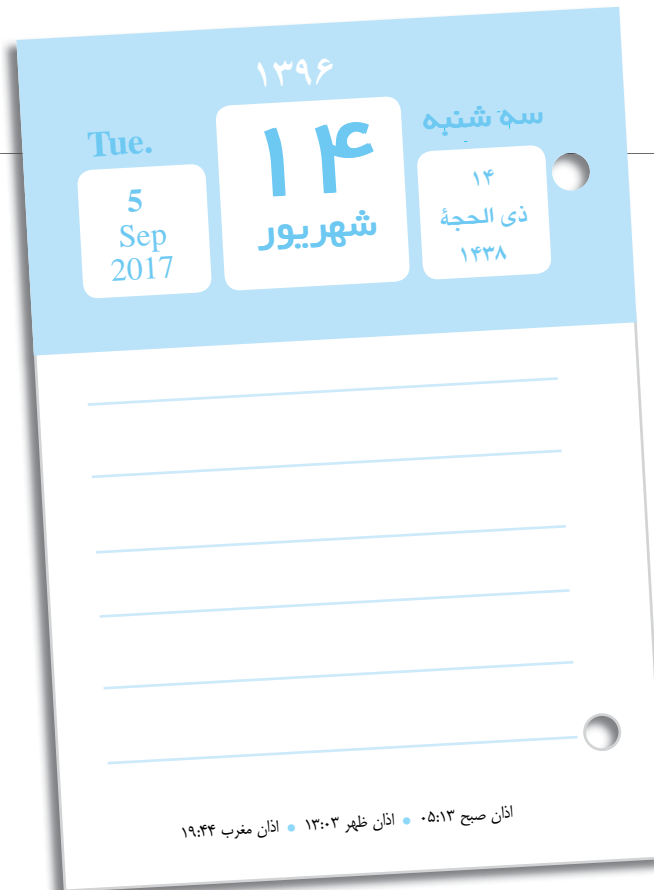 ۱۳۹۶
سه شنبه
۱۴
ذی الحجة
۱۴۳۸
۱۴
شهریور
Tue.
5
Sep
2017
اذان صبح ۰۵:۱۳ • اذان ظهر ۱۳:۰۳ • اذان مغرب ۱۹:۴۴